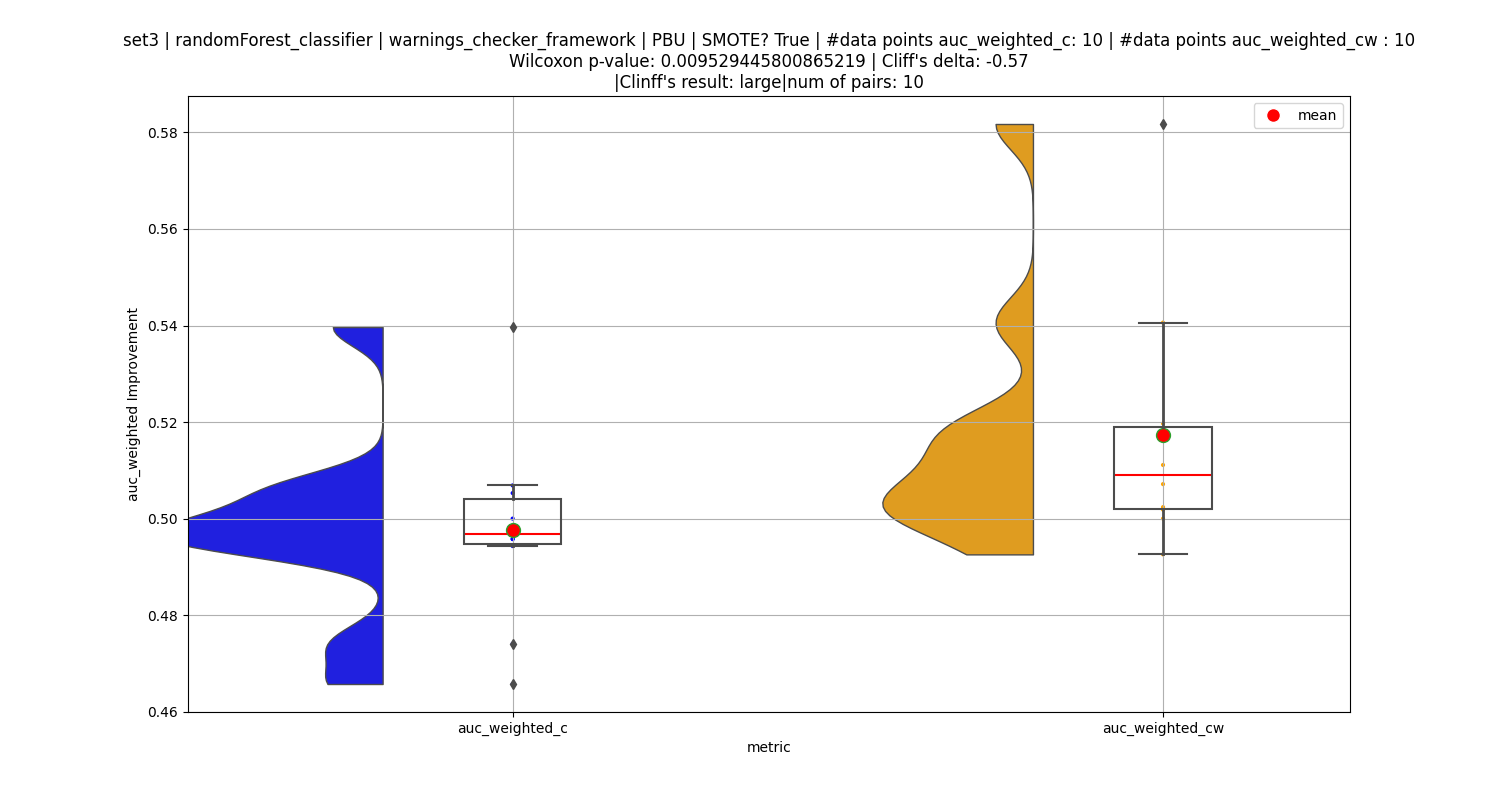 set3 | randomForest_classifier | warnings_checker_framework | PBU | SMOTE? True | #data points auc_weighted_c: 10 | #data points auc_weighted_cw : 10
Wilcoxon p-value: 0.009529445800865219 | Cliff's delta: -0.57
|Clinff's result: large|num of pairs: 10
mean
0.58
0.56
0.54
0.52
0.50
0.48
0.46
auc_weighted Improvement
auc_weighted_c
auc_weighted_cw
metric